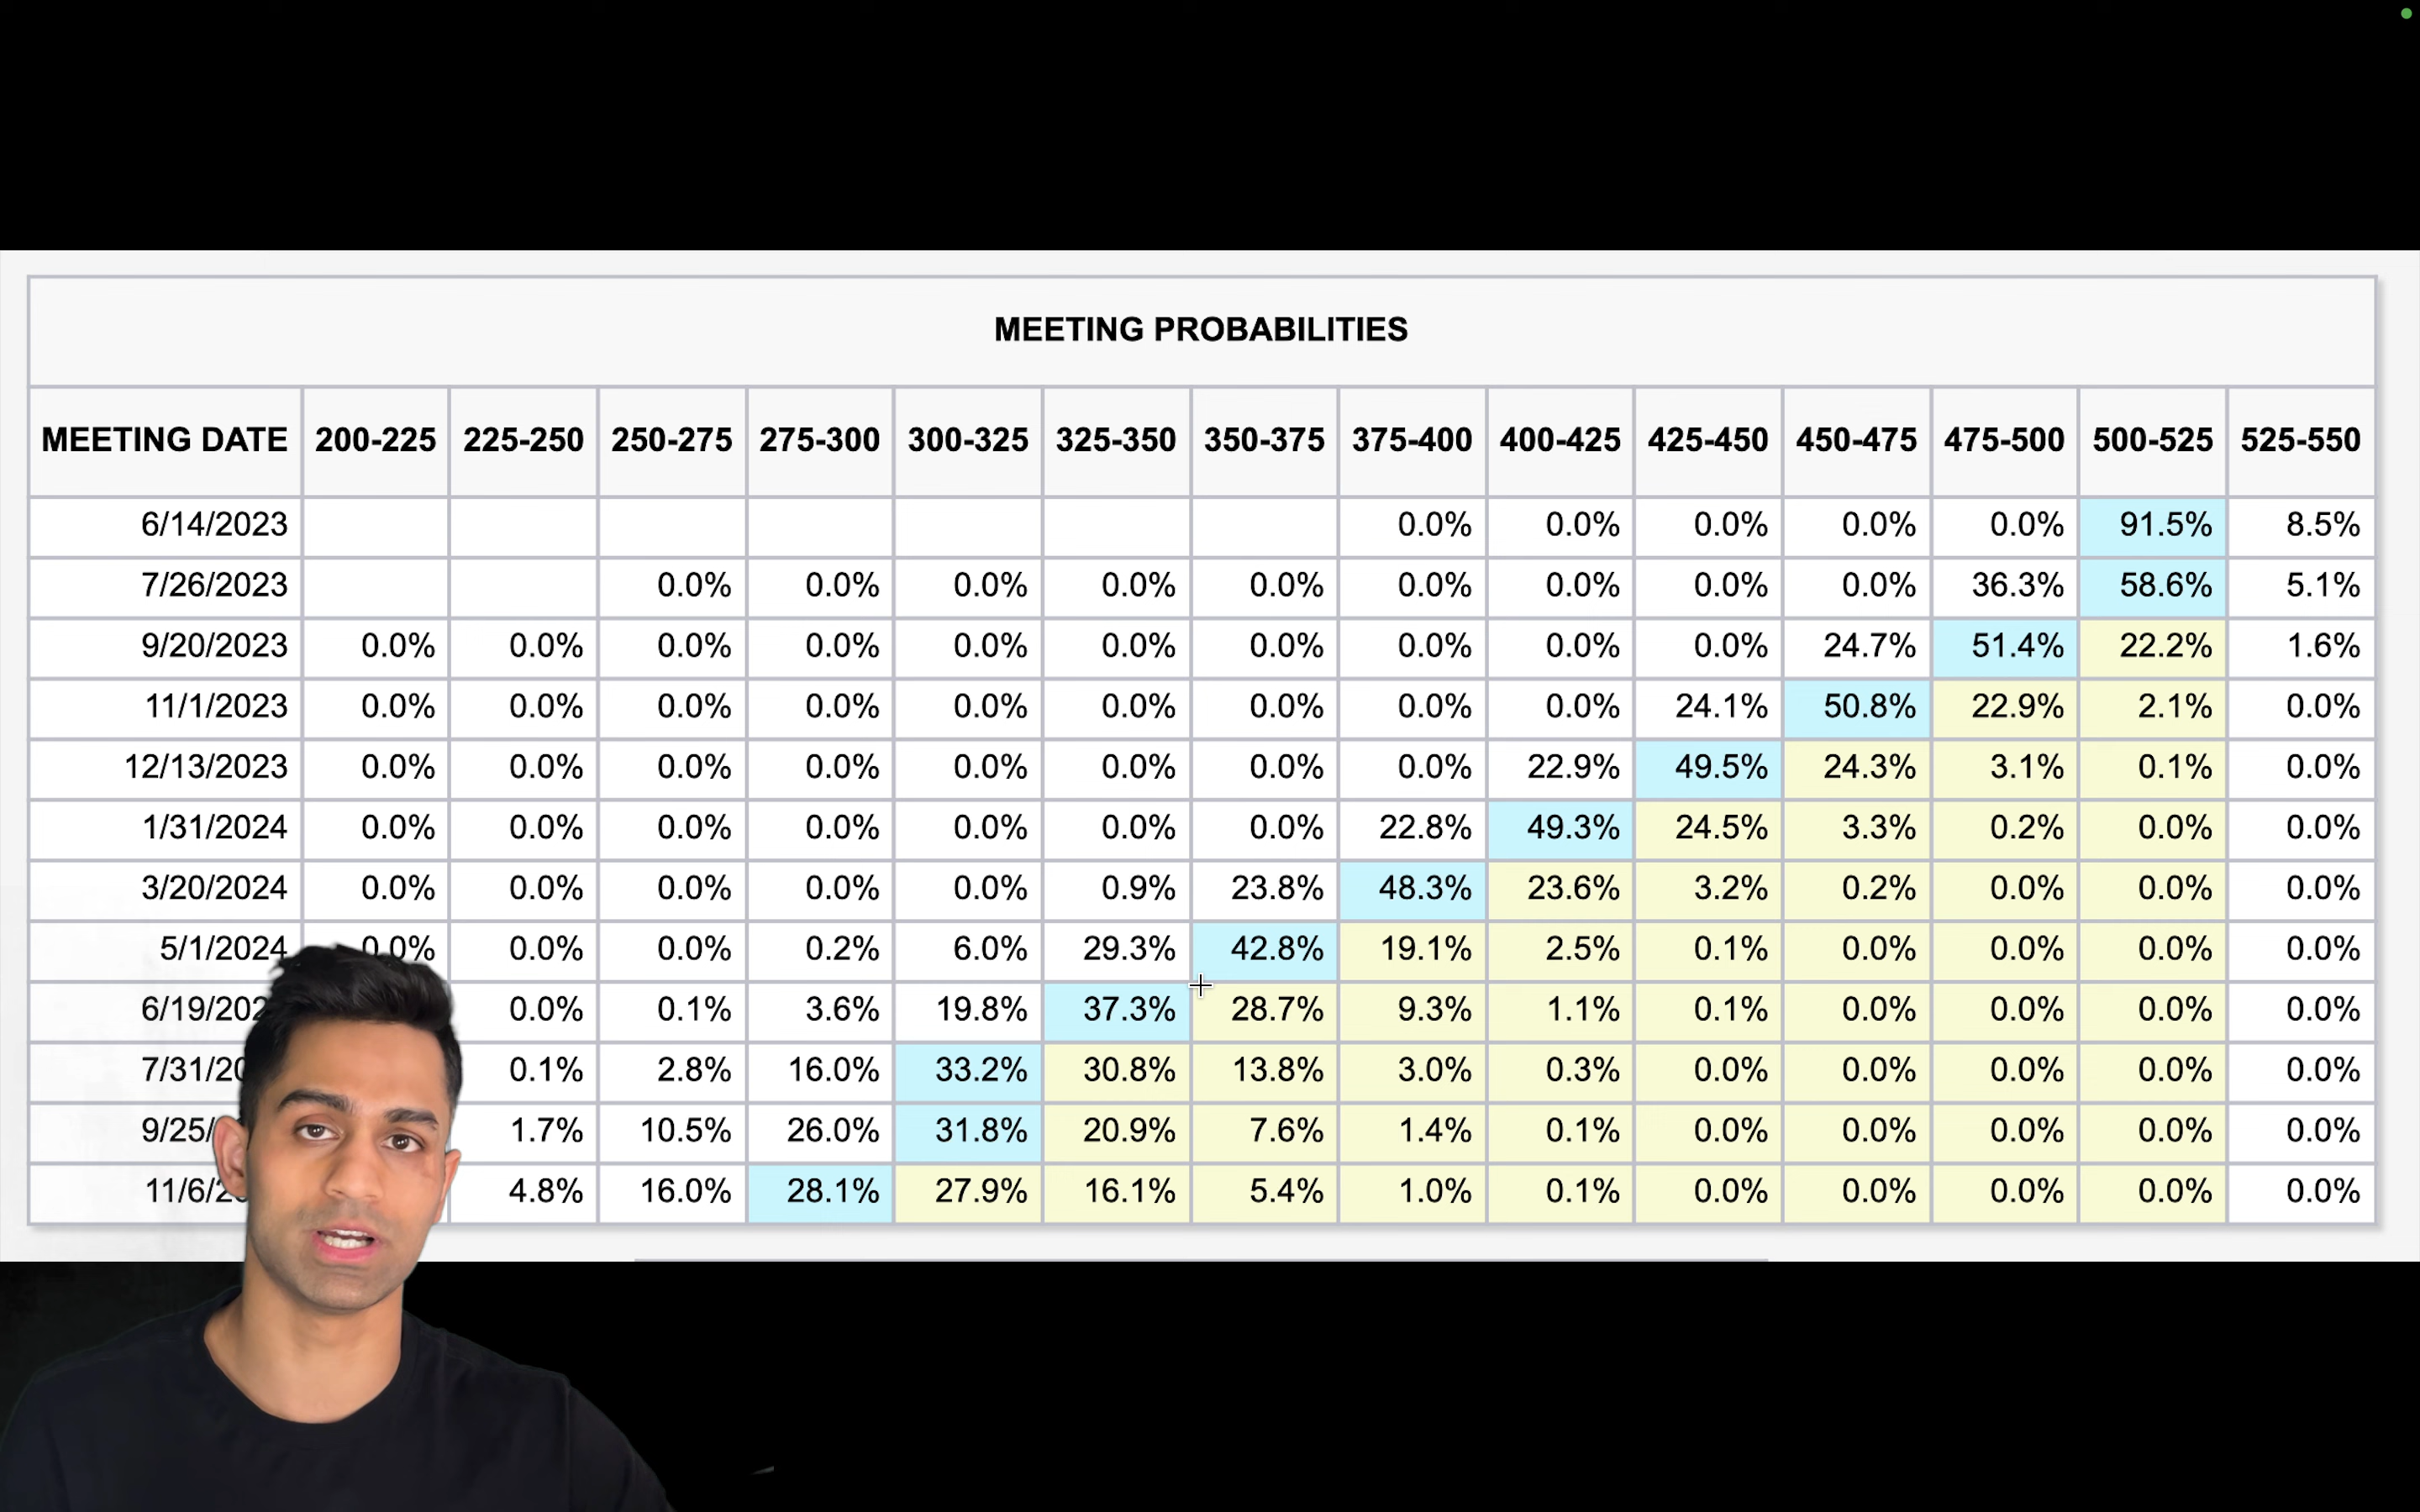 MEETING PROBABILITIES
MEETING DATE 200-225 225-250 250-275 275-300 300-325 325-350 350-375 375-400 400-425 425-450 450-475 475-500 500-525 525-550
6/14/2023 0.0% 0.0% 0.0% 0.0% 0.0% 91.5% 8.5%
7/26/2023 0.0% 0.0% 0.0% 0.0% 0.0% 0.0% 0.0% 0.0% 0.0% 36.3% 58.6% 5.1%
9/20/2023 0.0% 0.0% 0.0% 0.0% 0.0% 0.0% 0.0% 0.0% 0.0% 0.0% 24.7% 51.4% 22.2% 1.6%
11/1/2023 0.0% 0.0% 0.0% 0.0% 0.0% 0.0% 0.0% 0.0% 0.0% 24.1% 50.8% 22.9% 2.1% 0.0%
12/13/2023 0.0% 0.0% 0.0% 0.0% 0.0% 0.0% 0.0% 0.0% 22.9% 49.5% 24.3% 3.1% 0.1% 0.0%
1/31/2024 0.0% 0.0% 0.0% 0.0% 0.0% 0.0% 0.0% 22.8% 49.3% 24.5% 3.3% 0.2% 0.0% 0.0%
3/20/2024 0.0% 0.0% 0.0% 0.0% 0.0% 0.9% 23.8% 48.3% 23.6% 3.2% 0.2% 0.0% 0.0% 0.0%
5/1/2024 0.0% 0.0% 0.0% 0.2% 6.0% 29.3% 42.8% 19.1% 2.5% 0.1% 0.0% 0.0% 0.0% 0.0%
6/19/202 0.0% 0.1% 3.6% 19.8% 37.3% 28.7% 9.3% 1.1% 0.1% 0.0% 0.0% 0.0% 0.0%
7/31/20 0.1% 2.8% 16.0% 33.2% 30.8% 13.8% 3.0% 0.3% 0.0% 0.0% 0.0% 0.0% 0.0%
9/25/ 1.7% 10.5% 26.0% 31.8% 20.9% 7.6% 1.4% 0.1% 0.0% 0.0% 0.0% 0.0% 0.0%
11/6/2 4.8% 16.0% 28.1% 27.9% 16.1% 5.4% 1.0% 0.1% 0.0% 0.0% 0.0% 0.0% 0.0%